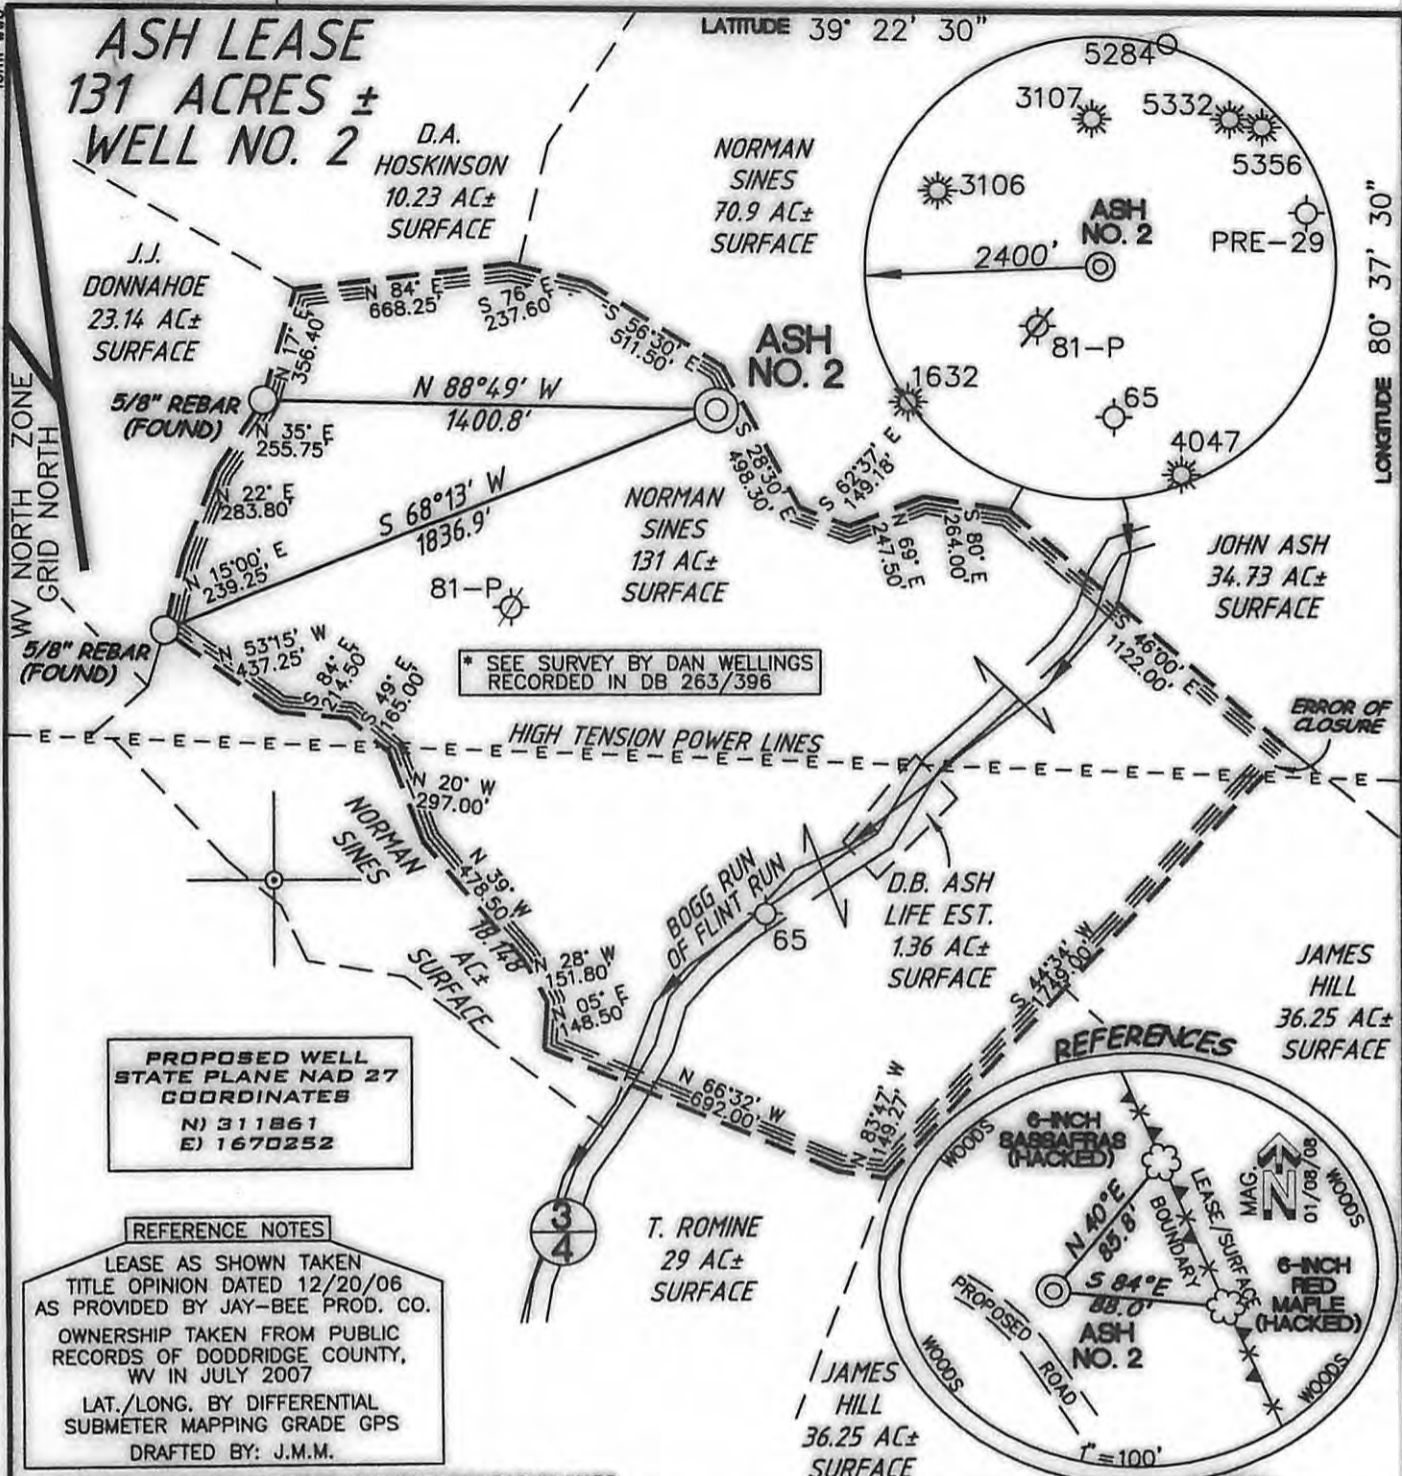 ASH LEASE
131 ACRES ±
WELL NO. 2
LATITUDE 39° 22' 30"
LONGITUDE 80° 37' 30"
D.A.
HOSKINSON
10.23 AC±
SURFACE
NORMAN
SINES
70.9 AC±
SURFACE
J.J.
DONNAHOE
23.14 AC±
SURFACE
5284
3107
5332
5356
3106
ASH
NO. 2
PRE-29
2400'
81-P
1632
65
4047
N 84° E
668.25'
S 76° E
237.60'
S 56°30' E
511.50'
N 17° E
356.40'
ASH
NO. 2
5/8" REBAR
(FOUND)
N 88°49' W
1400.8'
N 35° E
255.75'
N 22° E
283.80'
N 15°00' E
239.25'
S 68°13' W
1836.9'
S 28°30' E
498.30'
S 62°37' E
149.18'
N 69° E
247.50'
S 80° E
264.00'
WV NORTH ZONE
GRID NORTH
NORMAN
SINES
131 AC±
SURFACE
JOHN ASH
34.73 AC±
SURFACE
81-P
5/8" REBAR
(FOUND)
N 53°15' W
437.25'
S 84° E
214.50'
S 49° E
165.00'
* SEE SURVEY BY DAN WELLINGS
RECORDED IN DB 263/396
S 46°00' E
1122.00'
ERROR OF
CLOSURE
E E E HIGH TENSION POWER LINES E E E
N 20° W
297.00'
NORMAN
SINES
18.148
AC±
SURFACE
N 39° W
478.50'
N 28° W
151.80'
N 05° E
148.50'
BOGG RUN
OF FLINT RUN
65
D.B. ASH
LIFE EST.
1.36 AC±
SURFACE
S 44°34' W
1749.00'
JAMES
HILL
36.25 AC±
SURFACE
N 66°32' W
692.00'
N 83°47' W
149.27'
PROPOSED WELL
STATE PLANE NAD 27
COORDINATES
N) 311861
E) 1670252
3
4
T. ROMINE
29 AC±
SURFACE
REFERENCE NOTES
LEASE AS SHOWN TAKEN
TITLE OPINION DATED 12/20/06
AS PROVIDED BY JAY-BEE PROD. CO.
OWNERSHIP TAKEN FROM PUBLIC
RECORDS OF DODDRIDGE COUNTY,
WV IN JULY 2007
LAT./LONG. BY DIFFERENTIAL
SUBMETER MAPPING GRADE GPS
DRAFTED BY: J.M.M.
REFERENCES
WOODS
6-INCH
SASSAFRAS
(HACKED)
MAG.
N
01/08/08
WOODS
LEASE/SURFACE
BOUNDARY
N 40°E
85.8'
S 84°E
88.0'
6-INCH
RED
MAPLE
(HACKED)
ASH
NO. 2
PROPOSED ROAD
WOODS
WOODS
1"=100'
JAMES
HILL
36.25 AC±
SURFACE